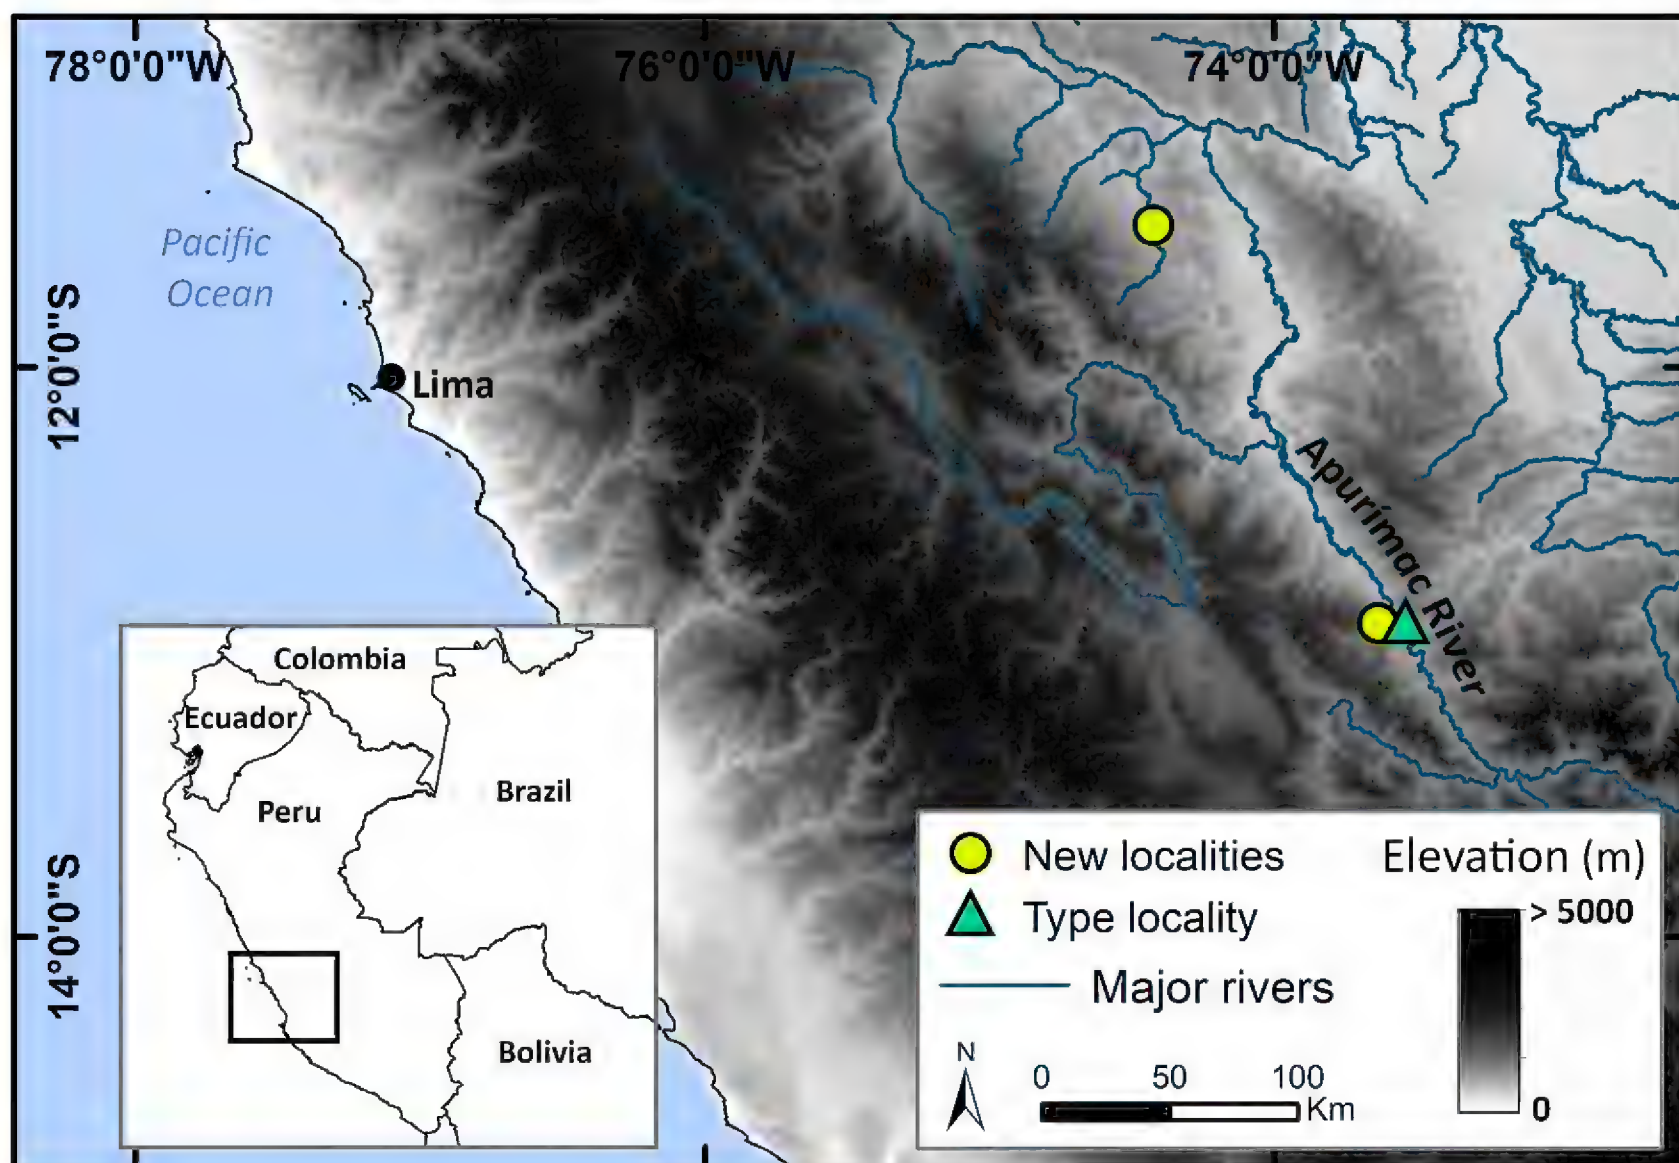 78°0'0"W
76°0'0"W
74°0'0"W
Pacific
Ocean
12°0'0"S
Lima
Apurímac River
14°0'0"S
Colombia
Ecuador
Peru
Brazil
Bolivia
New localities
Type locality
Major rivers
Elevation (m)
> 5000
0
N
0 50 100
Km